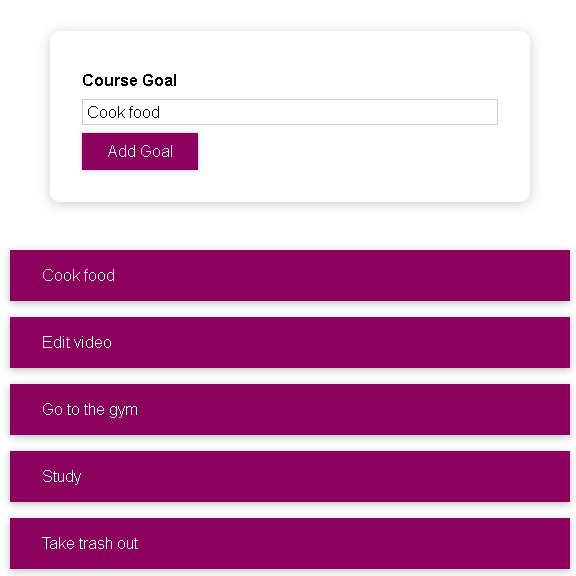 Course Goal
Cook food
Add Goal
Cook food
Edit video
Go to the gym
Study
Take trash out